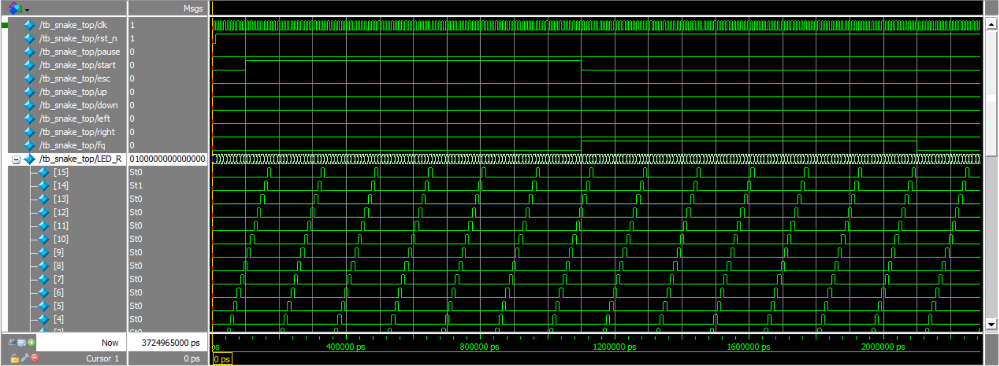 Msgs
/tb_snake_top/clk 1
/tb_snake_top/rst_n 1
/tb_snake_top/pause 0
/tb_snake_top/start 0
/tb_snake_top/esc 0
/tb_snake_top/up 0
/tb_snake_top/down 0
/tb_snake_top/left 0
/tb_snake_top/right 0
/tb_snake_top/fq 0
/tb_snake_top/LED_R 0100000000000000
[15] St0
[14] St1
[13] St0
[12] St0
[11] St0
[10] St0
[9] St0
[8] St0
[7] St0
[6] St0
[5] St0
[4] St0
Now 3724965000 ps ps 400000 ps 800000 ps 1200000 ps 1600000 ps 2000000 ps
Cursor 1 0 ps 0 ps